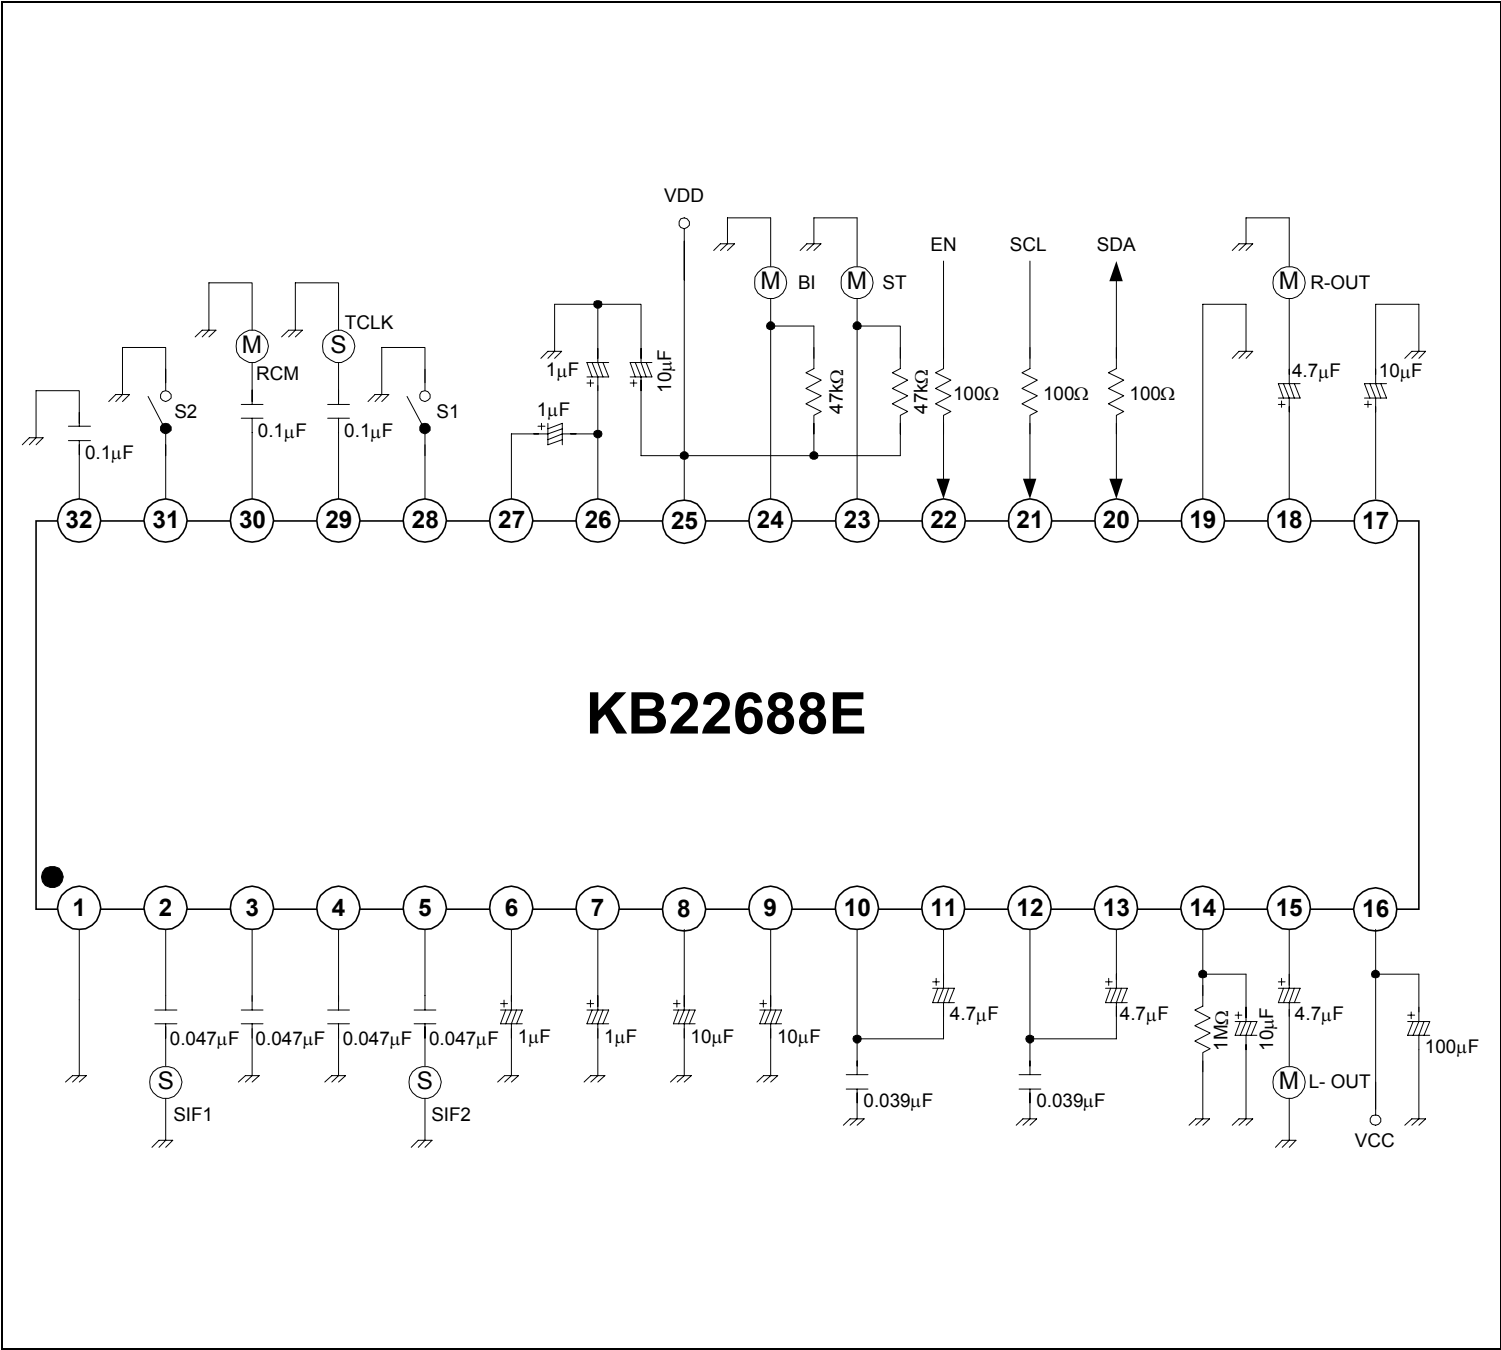 VDD
EN
SCL
SDA
M
BI
M
ST
M
R-OUT
TCLK
M
S
RCM
1µF
10µF
47kΩ
47kΩ
100Ω
100Ω
100Ω
4.7µF
10µF
S2
S1
1µF
0.1µF
0.1µF
0.1µF
+
+
+
+
+
32
31
30
29
28
27
26
25
24
23
22
21
20
19
18
17
KB22688E
1
2
3
4
5
6
7
8
9
10
11
12
13
14
15
16
+
+
+
+
+
+
+
+
+
0.047µF
0.047µF
0.047µF
0.047µF
1µF
1µF
10µF
10µF
4.7µF
4.7µF
1MΩ
10µF
4.7µF
100µF
S
S
M
L- OUT
SIF1
SIF2
0.039µF
0.039µF
VCC